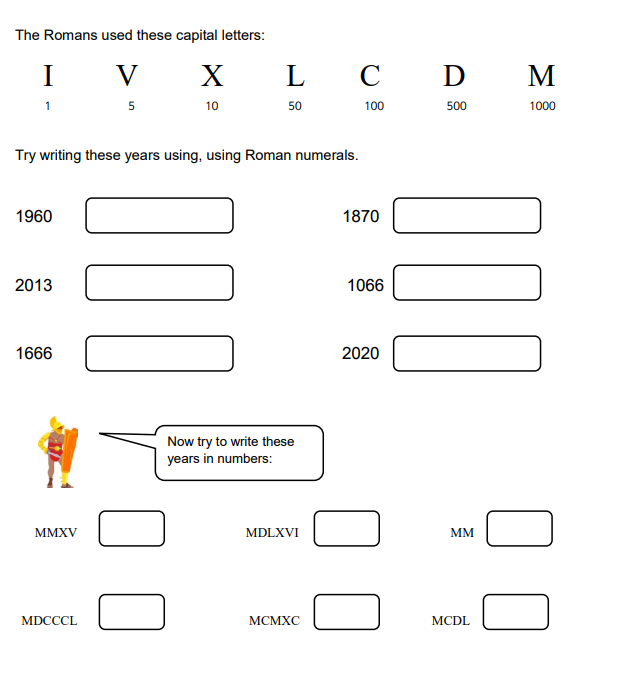 The Romans used these capital letters:
I V X L C D M
1 5 10 50 100 500 1000
Try writing these years using, using Roman numerals.
1960 1870
2013 1066
1666 2020
Now try to write these
years in numbers:
MMXV MDLXVI MM
MDCCCL MCMXC MCDL